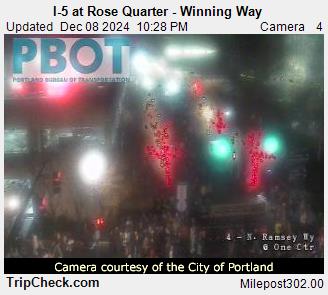 I-5 at Rose Quarter - Winning Way
Updated Dec 08 2024 10:28 PM Camera 4
PBOT
PORTLAND BUREAU OF TRANSPORTATION
4 - N. Ramsey Wy
@ One Ctr
Camera courtesy of the City of Portland
TripCheck.com Milepost302.00